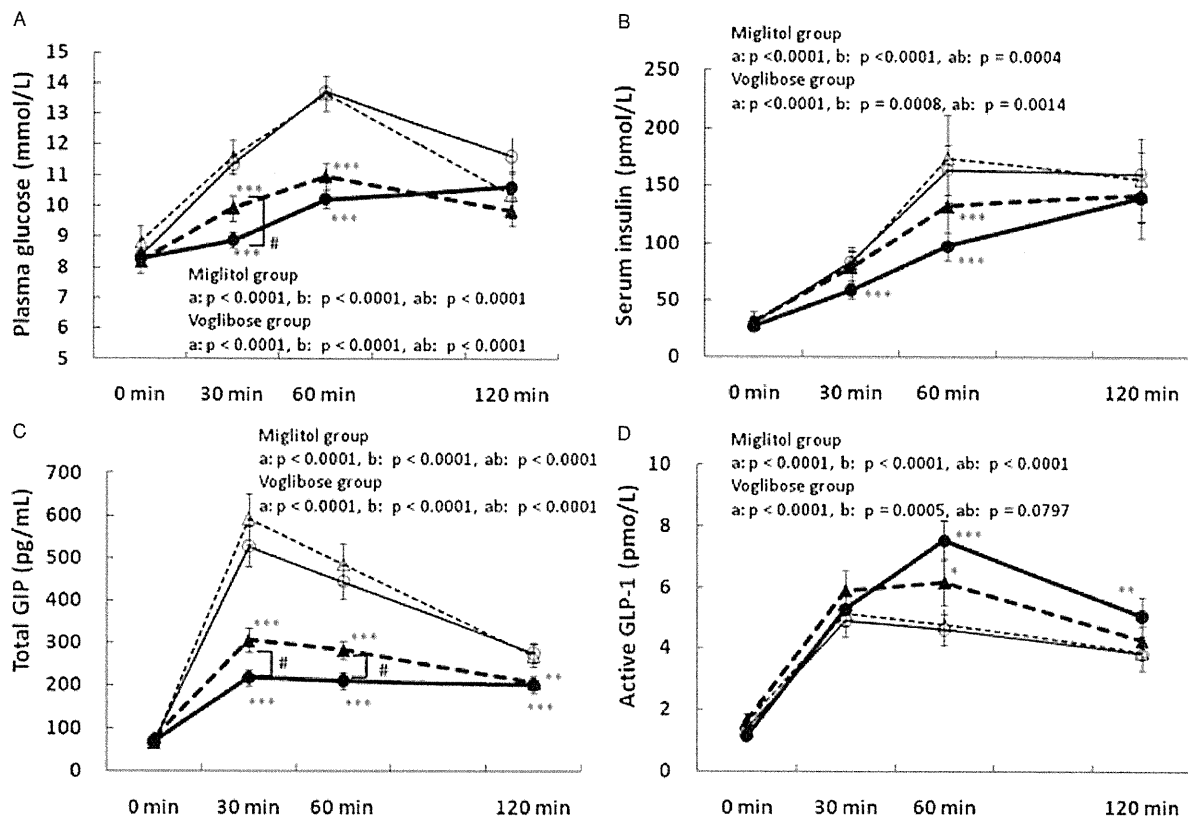 A
Plasma glucose (mmol/L)
15
14
13
12
11
10
9
8
7
6
5
***
***
***
***
#
Miglitol group
a: p < 0.0001, b: p < 0.0001, ab: p < 0.0001
Voglibose group
a: p < 0.0001, b: p < 0.0001, ab: p < 0.0001
0 min 30 min 60 min 120 min
B
Miglitol group
a: p <0.0001, b: p <0.0001, ab: p = 0.0004
Voglibose group
a: p <0.0001, b: p = 0.0008, ab: p = 0.0014
Serum insulin (pmol/L)
250
200
150
100
50
0
***
***
***
0 min 30 min 60 min 120 min
C
Miglitol group
a: p < 0.0001, b: p < 0.0001, ab: p < 0.0001
Voglibose group
a: p < 0.0001, b: p < 0.0001, ab: p < 0.0001
Total GIP (pg/mL)
700
600
500
400
300
200
100
0
***
***
#
#
**
***
***
***
0 min 30 min 60 min 120 min
D
Miglitol group
a: p < 0.0001, b: p < 0.0001, ab: p < 0.0001
Voglibose group
a: p < 0.0001, b: p = 0.0005, ab: p = 0.0797
Active GLP-1 (pmo/L)
10
8
6
4
2
0
***
*
**
0 min 30 min 60 min 120 min